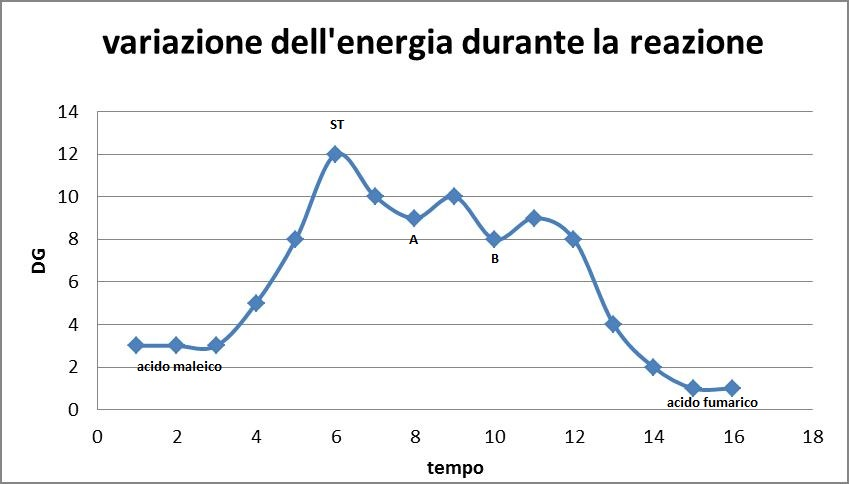 variazione dell'energia durante la reazione
14
12
10
8
6
4
2
0
DG
ST
A
B
acido maleico
acido fumarico
0 2 4 6 8 10 12 14 16 18
tempo